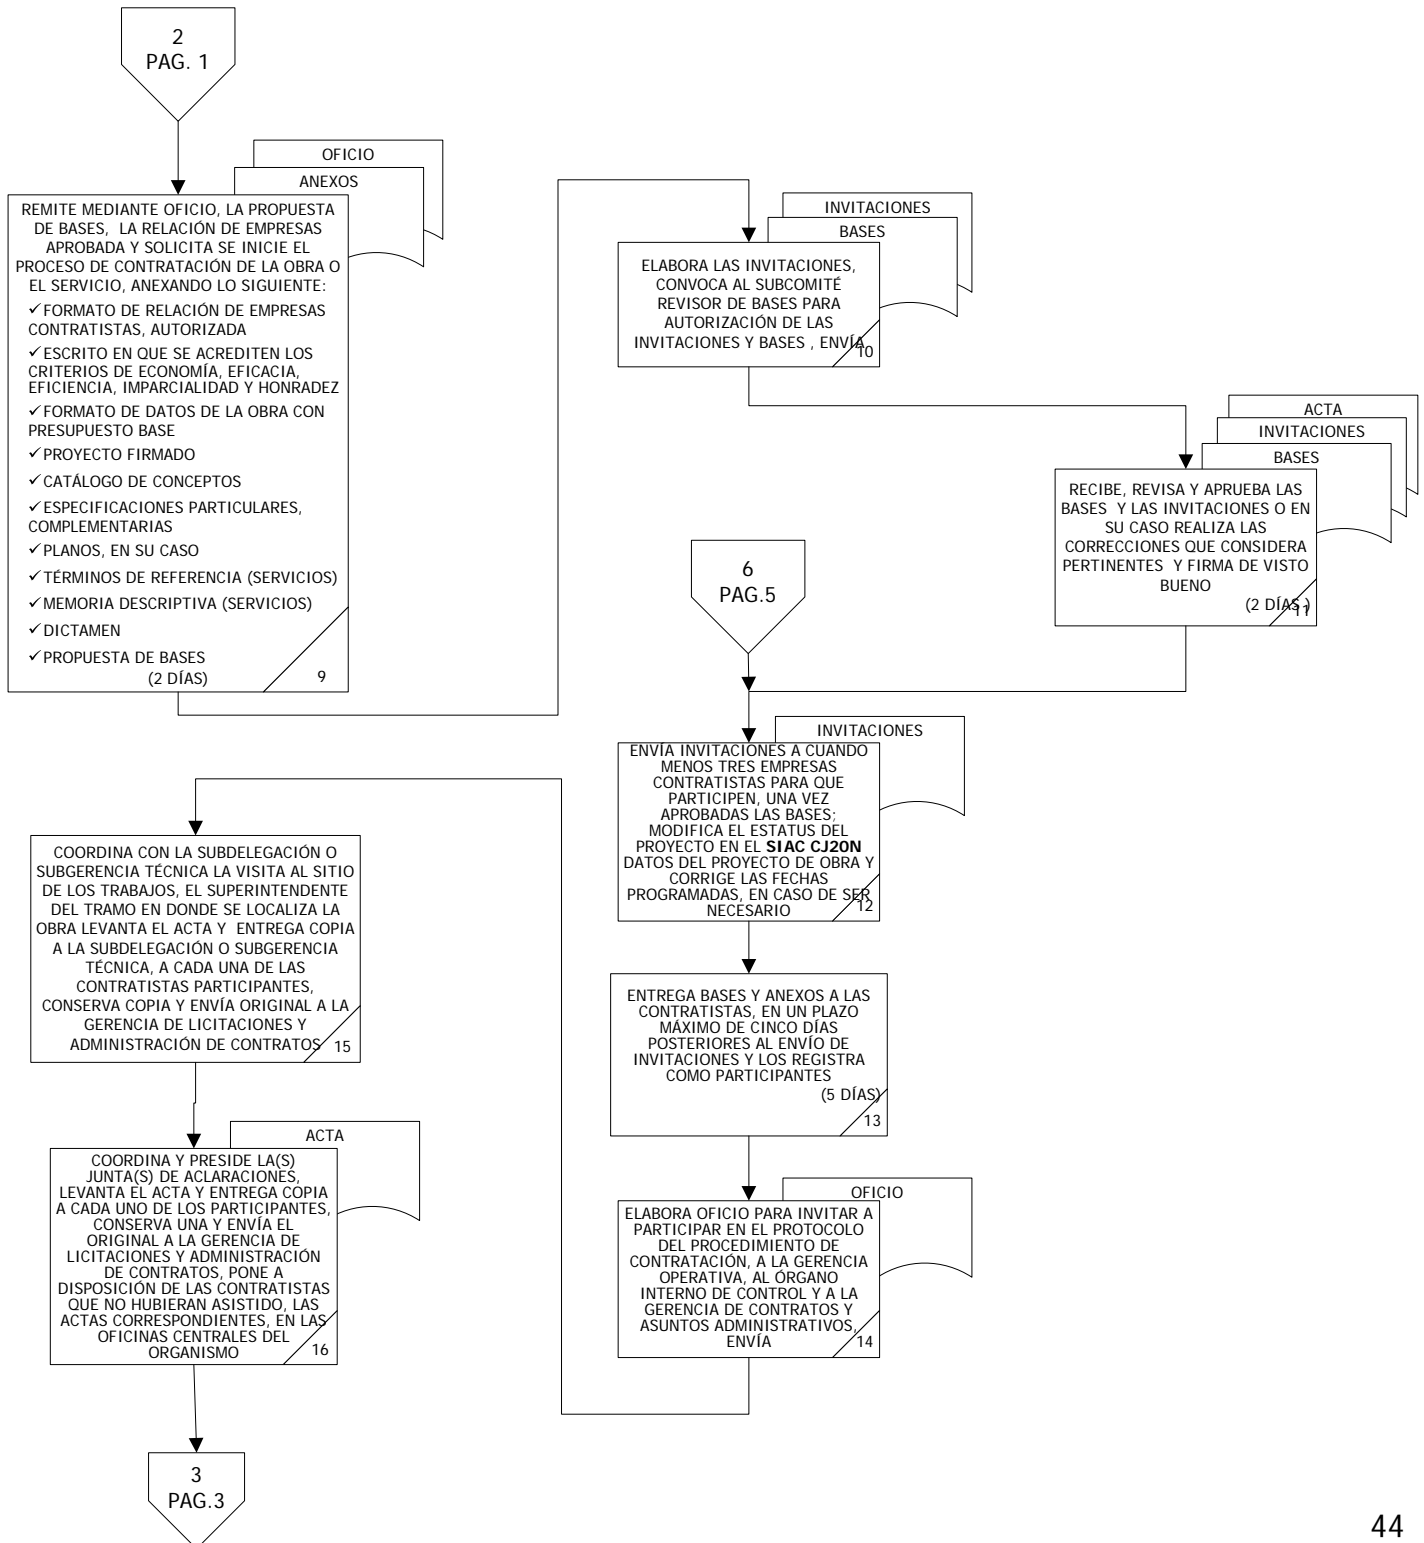 2
PAG. 1
OFICIO
ANEXOS
REMITE MEDIANTE OFICIO, LA PROPUESTA
DE BASES, LA RELACIÓN DE EMPRESAS
APROBADA Y SOLICITA SE INICIE EL
PROCESO DE CONTRATACIÓN DE LA OBRA O
EL SERVICIO, ANEXANDO LO SIGUIENTE:
✓FORMATO DE RELACIÓN DE EMPRESAS
CONTRATISTAS, AUTORIZADA
✓ESCRITO EN QUE SE ACREDITEN LOS
CRITERIOS DE ECONOMÍA, EFICACIA,
EFICIENCIA, IMPARCIALIDAD Y HONRADEZ
✓FORMATO DE DATOS DE LA OBRA CON
PRESUPUESTO BASE
✓PROYECTO FIRMADO
✓CATÁLOGO DE CONCEPTOS
✓ESPECIFICACIONES PARTICULARES,
COMPLEMENTARIAS
✓PLANOS, EN SU CASO
✓TÉRMINOS DE REFERENCIA (SERVICIOS)
✓MEMORIA DESCRIPTIVA (SERVICIOS)
✓DICTAMEN
✓PROPUESTA DE BASES
(2 DÍAS)
9
INVITACIONES
BASES
ELABORA LAS INVITACIONES,
CONVOCA AL SUBCOMITÉ
REVISOR DE BASES PARA
AUTORIZACIÓN DE LAS
INVITACIONES Y BASES , ENVÍA
10
ACTA
INVITACIONES
BASES
RECIBE, REVISA Y APRUEBA LAS
BASES Y LAS INVITACIONES O EN
SU CASO REALIZA LAS
CORRECCIONES QUE CONSIDERA
PERTINENTES Y FIRMA DE VISTO
BUENO
(2 DÍAS )
11
6
PAG.5
INVITACIONES
ENVÍA INVITACIONES A CUANDO
MENOS TRES EMPRESAS
CONTRATISTAS PARA QUE
PARTICIPEN, UNA VEZ
APROBADAS LAS BASES;
MODIFICA EL ESTATUS DEL
PROYECTO EN EL SIAC CJ20N
DATOS DEL PROYECTO DE OBRA Y
CORRIGE LAS FECHAS
PROGRAMADAS, EN CASO DE SER
NECESARIO
12
ENTREGA BASES Y ANEXOS A LAS
CONTRATISTAS, EN UN PLAZO
MÁXIMO DE CINCO DÍAS
POSTERIORES AL ENVÍO DE
INVITACIONES Y LOS REGISTRA
COMO PARTICIPANTES
(5 DÍAS)
13
OFICIO
ELABORA OFICIO PARA INVITAR A
PARTICIPAR EN EL PROTOCOLO
DEL PROCEDIMIENTO DE
CONTRATACIÓN, A LA GERENCIA
OPERATIVA, AL ÓRGANO
INTERNO DE CONTROL Y A LA
GERENCIA DE CONTRATOS Y
ASUNTOS ADMINISTRATIVOS,
ENVÍA
14
COORDINA CON LA SUBDELEGACIÓN O
SUBGERENCIA TÉCNICA LA VISITA AL SITIO
DE LOS TRABAJOS, EL SUPERINTENDENTE
DEL TRAMO EN DONDE SE LOCALIZA LA
OBRA LEVANTA EL ACTA Y ENTREGA COPIA
A LA SUBDELEGACIÓN O SUBGERENCIA
TÉCNICA, A CADA UNA DE LAS
CONTRATISTAS PARTICIPANTES,
CONSERVA COPIA Y ENVÍA ORIGINAL A LA
GERENCIA DE LICITACIONES Y
ADMINISTRACIÓN DE CONTRATOS
15
ACTA
COORDINA Y PRESIDE LA(S)
JUNTA(S) DE ACLARACIONES,
LEVANTA EL ACTA Y ENTREGA COPIA
A CADA UNO DE LOS PARTICIPANTES,
CONSERVA UNA Y ENVÍA EL
ORIGINAL A LA GERENCIA DE
LICITACIONES Y ADMINISTRACIÓN
DE CONTRATOS, PONE A
DISPOSICIÓN DE LAS CONTRATISTAS
QUE NO HUBIERAN ASISTIDO, LAS
ACTAS CORRESPONDIENTES, EN LAS
OFICINAS CENTRALES DEL
ORGANISMO
16
3
PAG.3
44